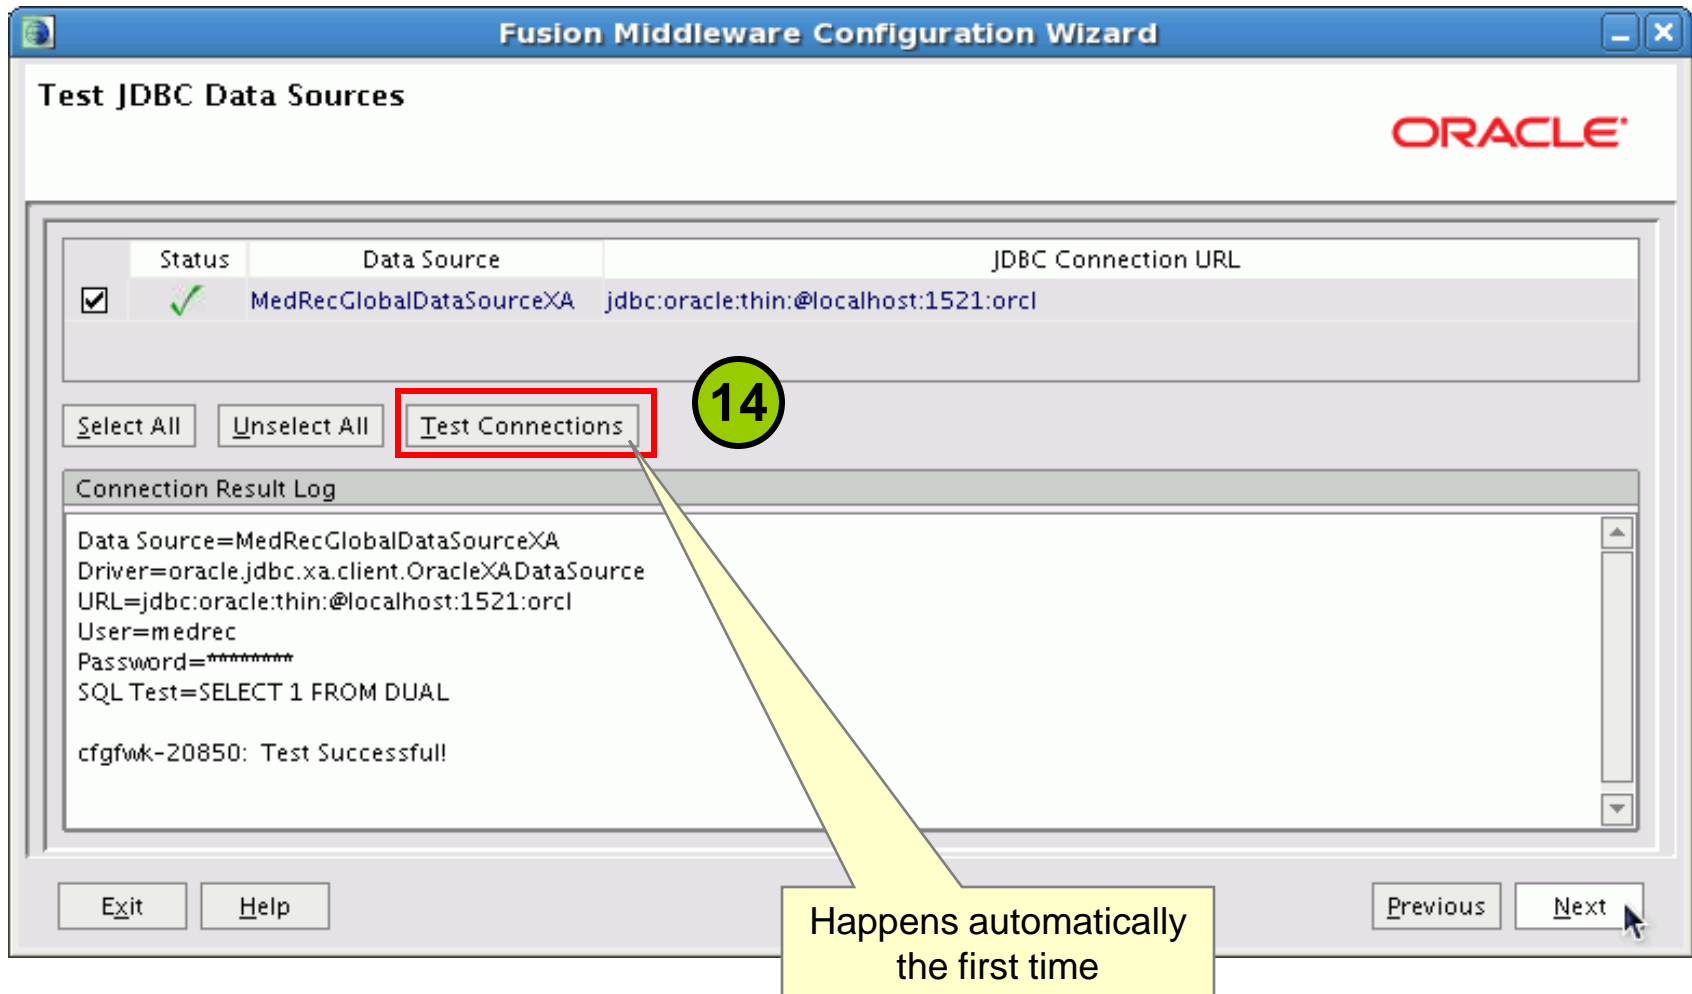 Fusion Middleware Configuration Wizard
Test JDBC Data Sources
ORACLE
Status Data Source JDBC Connection URL
MedRecGlobalDataSourceXA jdbc:oracle:thin:@localhost:1521:orcl
14
Select All Unselect All Test Connections
Connection Result Log
Data Source=MedRecGlobalDataSourceXA
Driver=oracle.jdbc.xa.client.OracleXADataSource
URL=jdbc:oracle:thin:@localhost:1521:orcl
User=medrec
Password=********
SQL Test=SELECT 1 FROM DUAL
cfgfwk-20850: Test Successful!
Exit Help Previous Next
Happens automatically
the first time